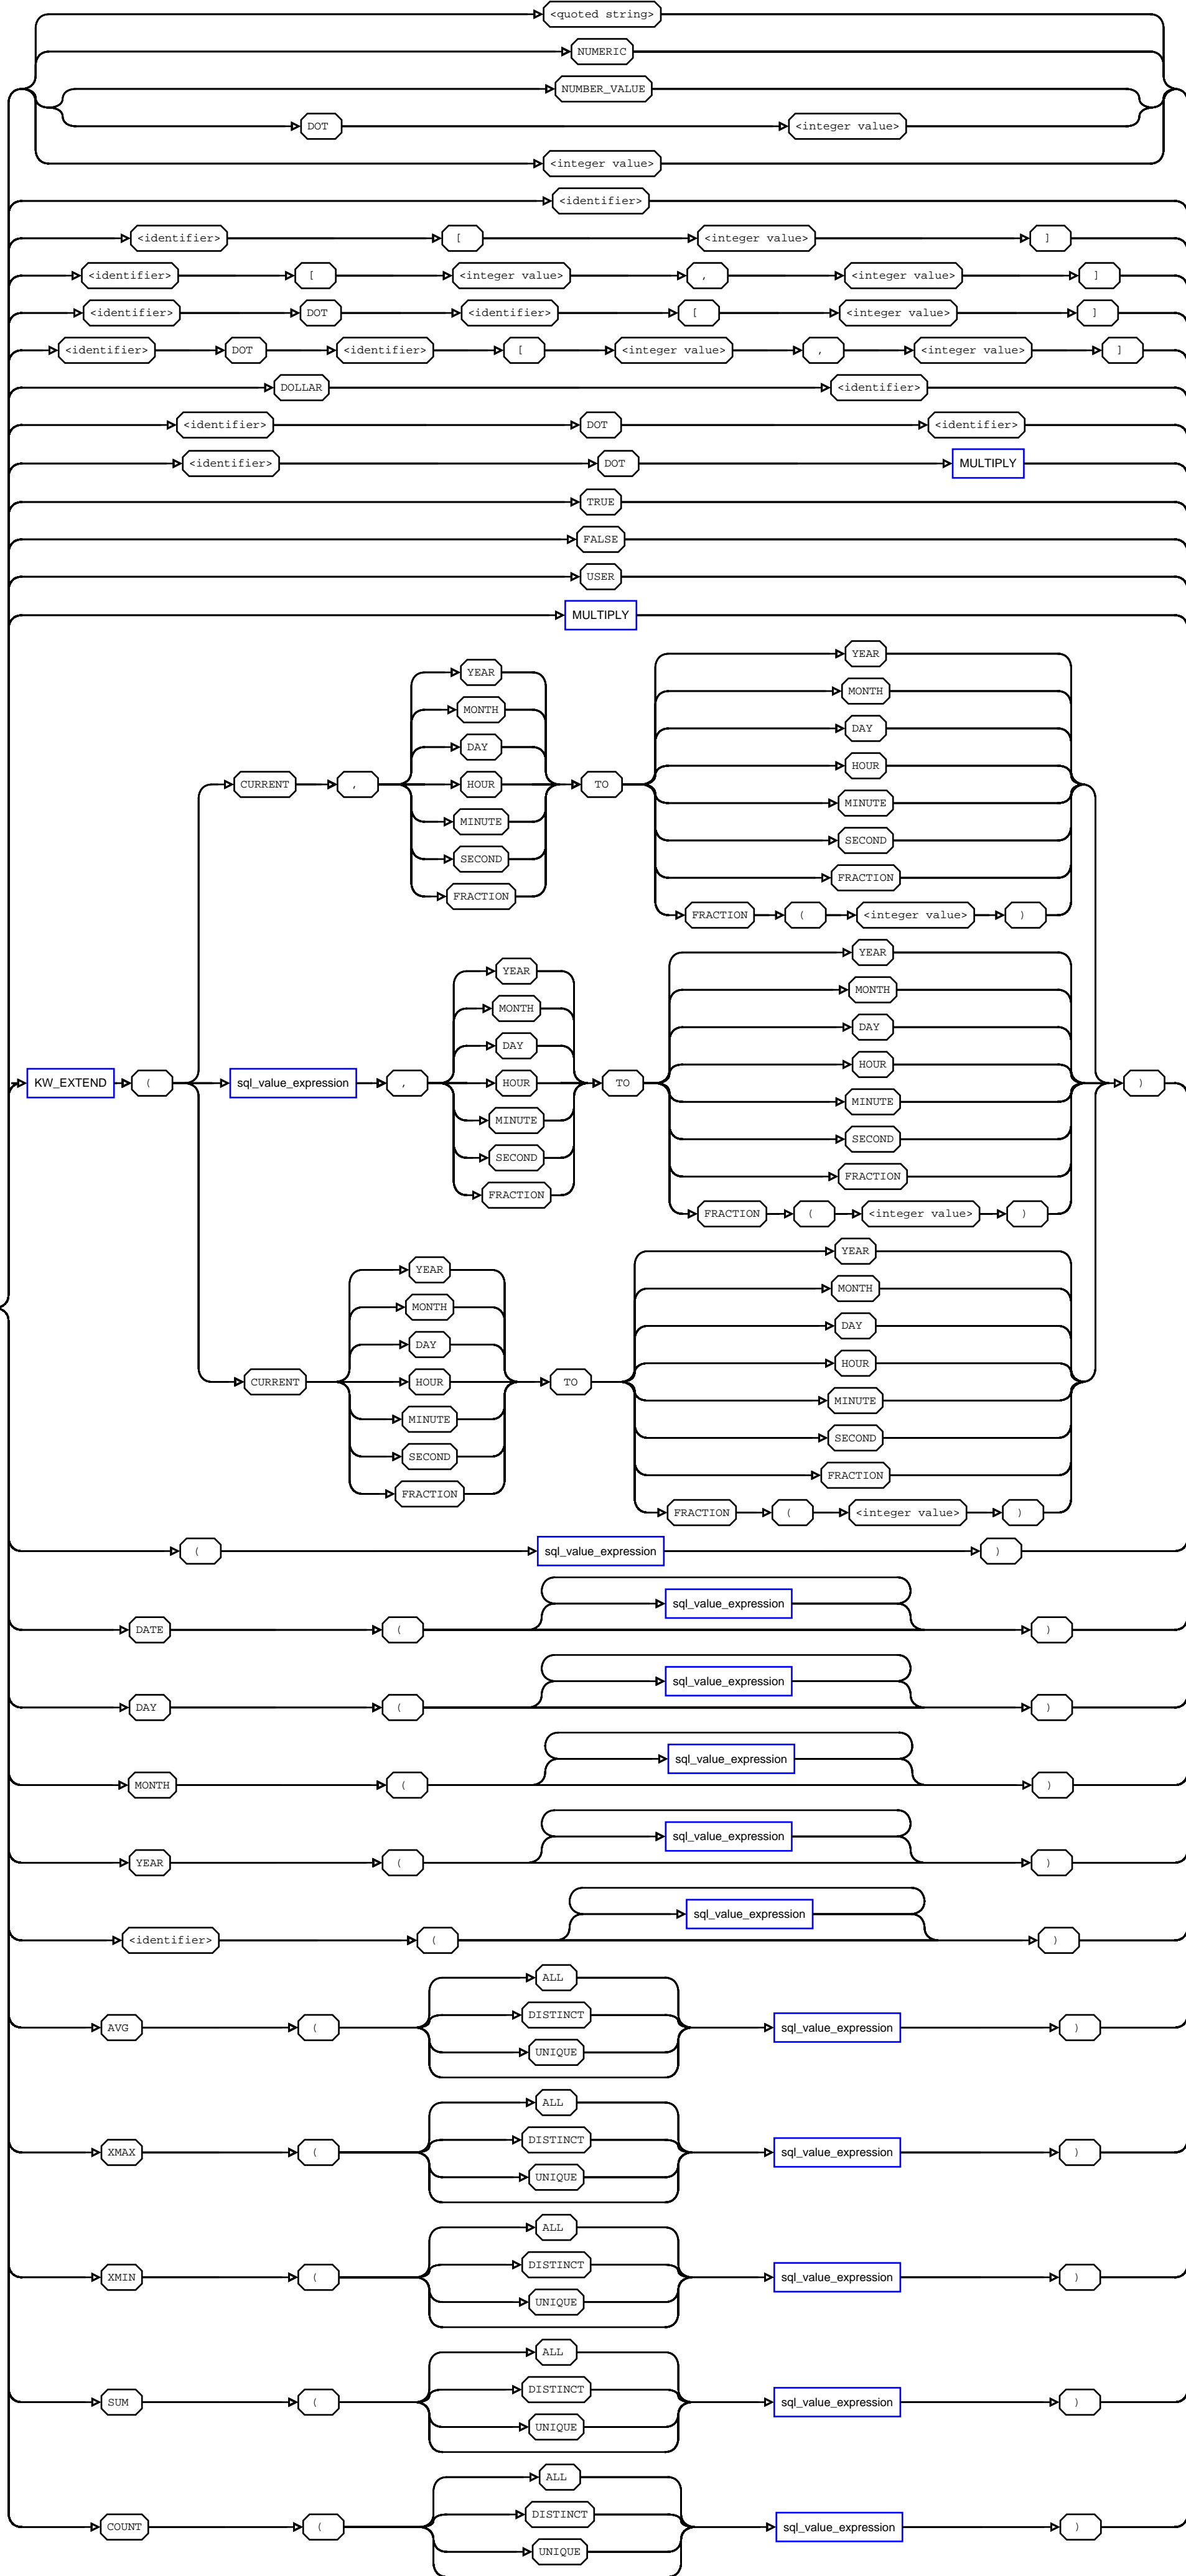 <quoted string>
NUMERIC
NUMBER_VALUE
DOT <integer value>
<integer value>
<identifier>
<identifier> [ <integer value> ]
<identifier> [ <integer value> , <integer value> ]
<identifier> DOT <identifier> [ <integer value> ]
<identifier> DOT <identifier> [ <integer value> , <integer value> ]
DOLLAR <identifier>
<identifier> DOT <identifier>
<identifier> DOT MULTIPLY
TRUE
FALSE
USER
MULTIPLY
YEAR
YEAR
MONTH
MONTH
DAY
DAY
HOUR
CURRENT , HOUR TO
MINUTE
MINUTE
SECOND
SECOND
FRACTION
FRACTION
FRACTION ( <integer value> )
YEAR
YEAR
MONTH
MONTH
DAY
DAY
HOUR
KW_EXTEND ( sql_value_expression , HOUR TO )
MINUTE
MINUTE
SECOND
SECOND
FRACTION
FRACTION
FRACTION ( <integer value> )
YEAR
YEAR
MONTH
MONTH
DAY
DAY
HOUR
CURRENT HOUR TO
MINUTE
MINUTE
SECOND
SECOND
FRACTION
FRACTION
FRACTION ( <integer value> )
( sql_value_expression )
sql_value_expression
DATE ( )
sql_value_expression
DAY ( )
sql_value_expression
MONTH ( )
sql_value_expression
YEAR ( )
sql_value_expression
<identifier> ( )
ALL
DISTINCT
AVG ( sql_value_expression )
UNIQUE
ALL
DISTINCT
XMAX ( sql_value_expression )
UNIQUE
ALL
DISTINCT
XMIN ( sql_value_expression )
UNIQUE
ALL
DISTINCT
SUM ( sql_value_expression )
UNIQUE
ALL
DISTINCT
COUNT ( sql_value_expression )
UNIQUE